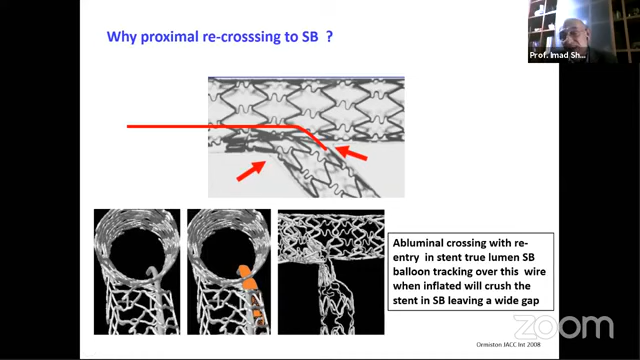 Why proximal re-crosssing to SB ?
Prof. Imad Sh...
Abluminal crossing with re-
entry in stent true lumen SB
balloon tracking over this wire
when inflated will crush the
stent in SB leaving a wide gap
zoom
Ormiston JACC Int 2008